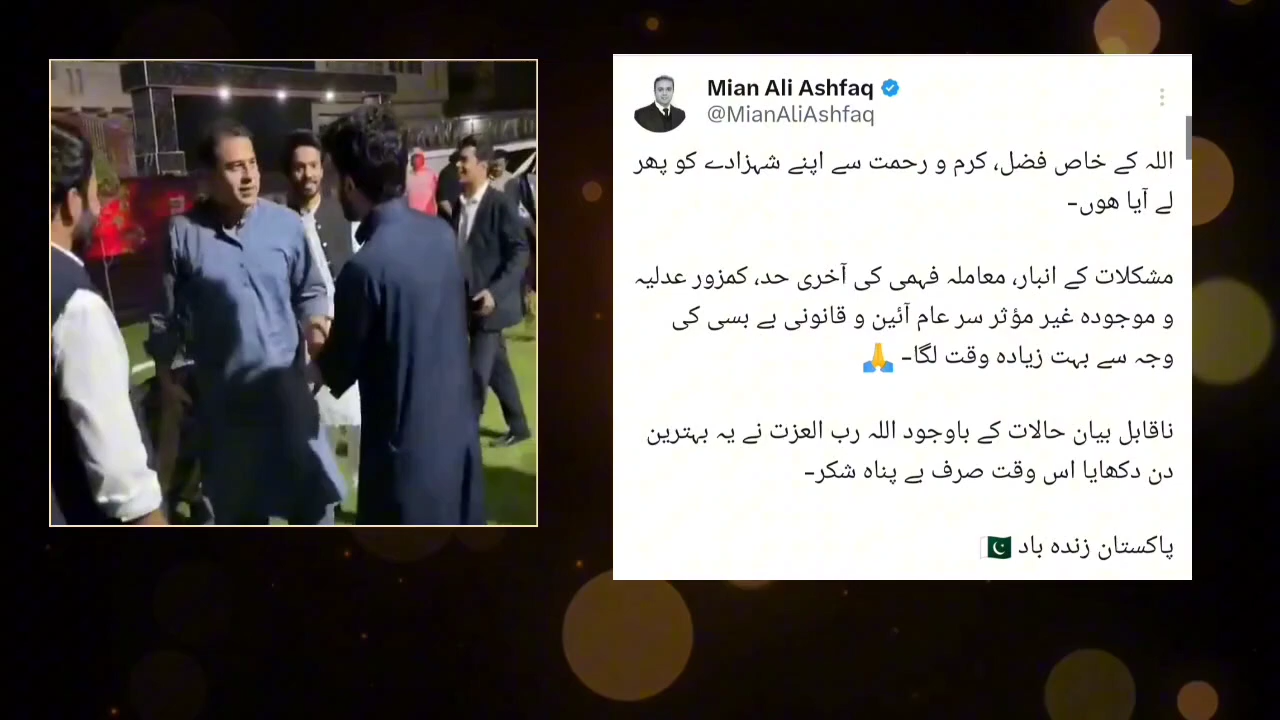 Mian Ali Ashfaq
@MianAliAshfaq
اللہ کے خاص فضل، کرم و رحمت سے اپنے شہزادے کو پھر
لے آیا ھوں-
مشکلات کے انبار، معاملہ فہمی کی آخری حد، کمزور عدلیہ
و موجودہ غیر مؤثر سر عام آئین و قانونی بے بسی کی
وجہ سے بہت زیادہ وقت لگا- 🙏
ناقابل بیان حالات کے باوجود اللہ رب العزت نے یہ بہترین
دن دکھایا اس وقت صرف بے پناہ شکر-
پاکستان زندہ باد 🇵🇰